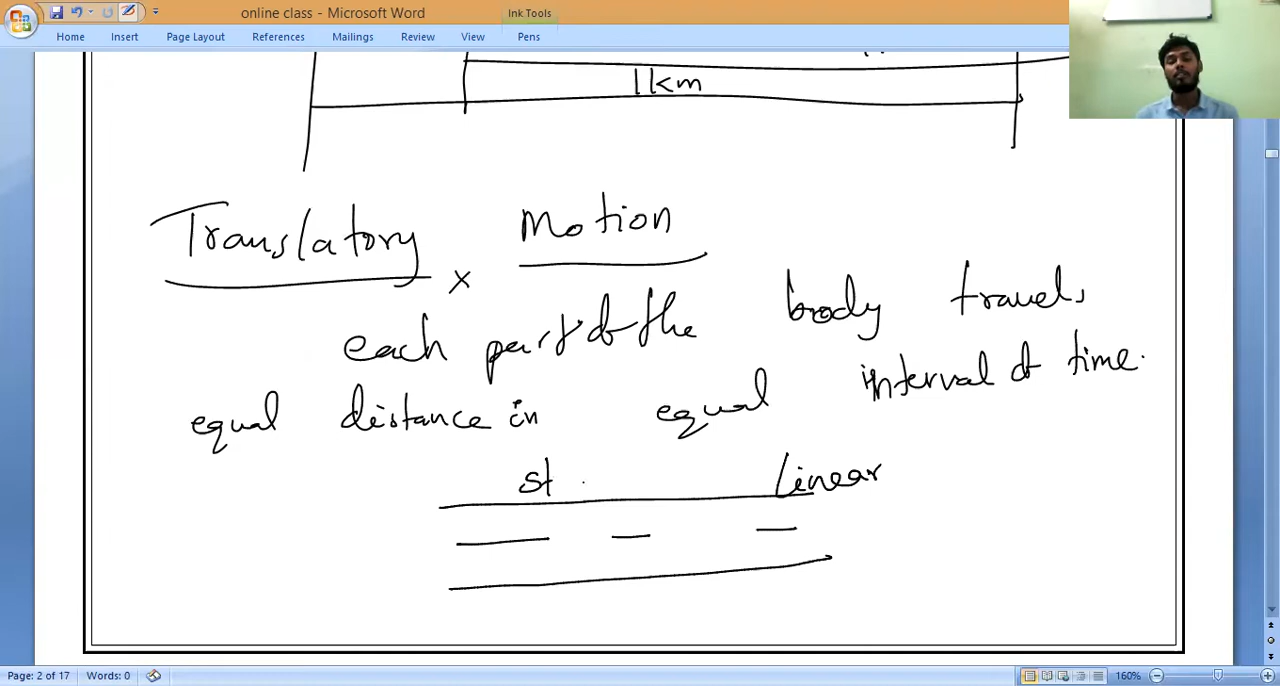 online class - Microsoft Word
Ink Tools
Home Insert Page Layout References Mailings Review View Pens
1km
Translatory Motion
each part of the body travels
equal distance in equal interval of time.
st. linear
Page: 2 of 17 Words: 0 160%